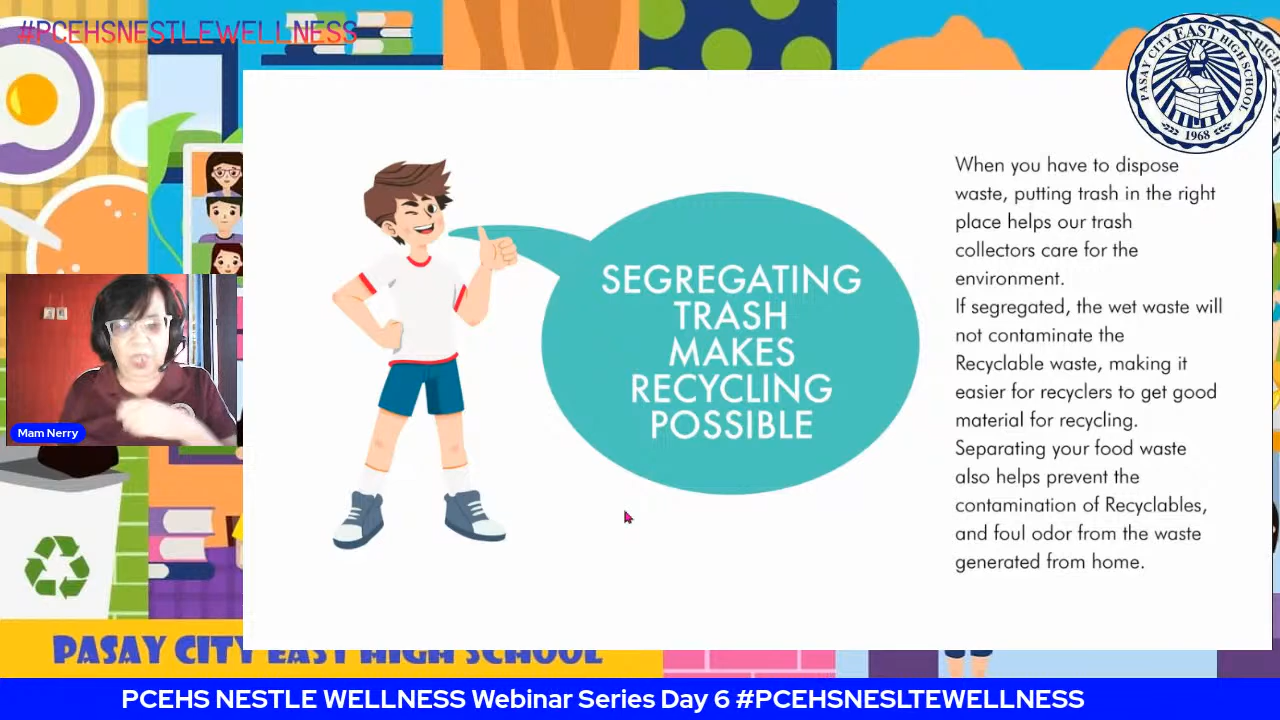 #PCEHSNESTLEWELLNESS
PASAY CITY EAST HIGH SCHOOL
1968
SEGREGATING
TRASH
MAKES
RECYCLING
POSSIBLE
When you have to dispose
waste, putting trash in the right
place helps our trash
collectors care for the
environment.
If segregated, the wet waste will
not contaminate the
Recyclable waste, making it
easier for recyclers to get good
material for recycling.
Separating your food waste
also helps prevent the
contamination of Recyclables,
and foul odor from the waste
generated from home.
Mam Nerry
PASAY CITY EAST HIGH SCHOOL
PCEHS NESTLE WELLNESS Webinar Series Day 6 #PCEHSNESLTEWELLNESS